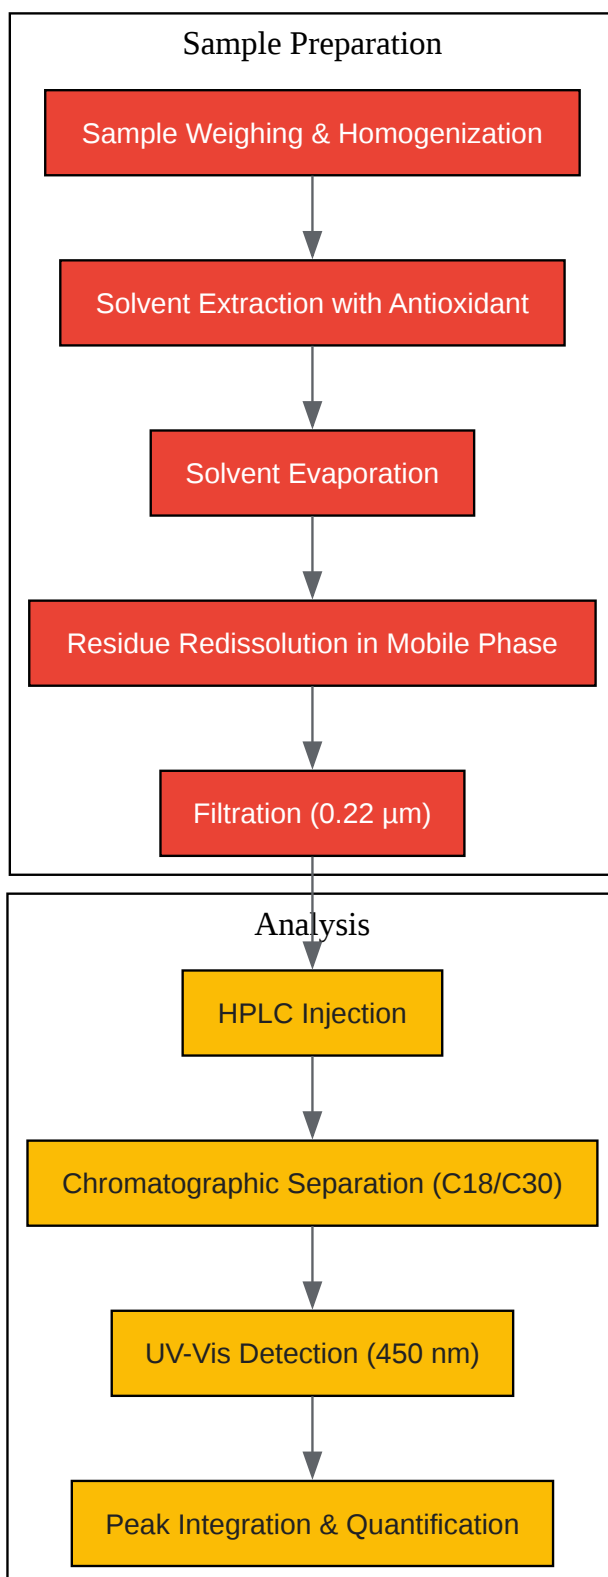 Sample Preparation
Sample Weighing & Homogenization
Solvent Extraction with Antioxidant
Solvent Evaporation
Residue Redissolution in Mobile Phase
Filtration (0.22 µm)
Analysis
HPLC Injection
Chromatographic Separation (C18/C30)
UV-Vis Detection (450 nm)
Peak Integration & Quantification